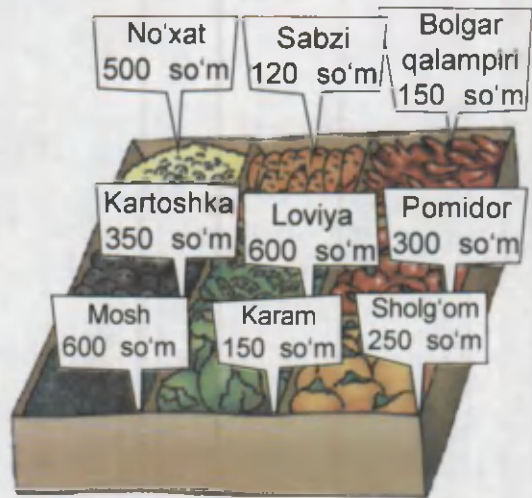 No‘xat
500 so‘m
Sabzi
120 so‘m
Bolgar
qalampiri
150 so‘m
Kartoshka
350 so‘m
Loviya
600 so‘m
Pomidor
300 so‘m
Mosh
600 so‘m
Karam
150 so‘m
Sholg‘om
250 so‘m